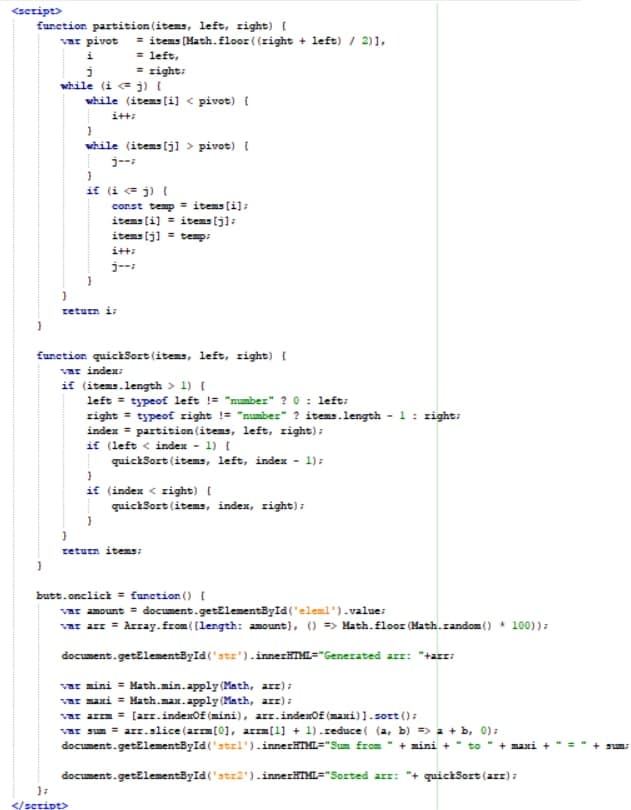 <script>
function partition(items, left, right) {
var pivot = items[Math.floor((right + left) / 2)],
i = left,
j = right;
while (i <= j) {
while (items[i] < pivot) {
i++;
}
while (items[j] > pivot) {
j--;
}
if (i <= j) {
const temp = items[i];
items[i] = items[j];
items[j] = temp;
i++;
j--;
}
}
return i;
}
function quickSort(items, left, right) {
var index;
if (items.length > 1) {
left = typeof left != "number" ? 0 : left;
right = typeof right != "number" ? items.length - 1 : right;
index = partition(items, left, right);
if (left < index - 1) {
quickSort(items, left, index - 1);
}
if (index < right) {
quickSort(items, index, right);
}
}
return items;
}
butt.onclick = function() {
var amount = document.getElementById('elem1').value;
var arr = Array.from({length: amount}, () => Math.floor(Math.random() * 100));
document.getElementById('str').innerHTML="Generated arr: "+arr;
var mini = Math.min.apply(Math, arr);
var maxi = Math.max.apply(Math, arr);
var arrm = [arr.indexOf(mini), arr.indexOf(maxi)].sort();
var sum = arr.slice(arrm[0], arrm[1] + 1).reduce( (a, b) => a + b, 0);
document.getElementById('str1').innerHTML="Sum from " + mini + " to " + maxi + " = " + sum;
document.getElementById('str2').innerHTML="Sorted arr: "+ quickSort(arr);
};
</script>